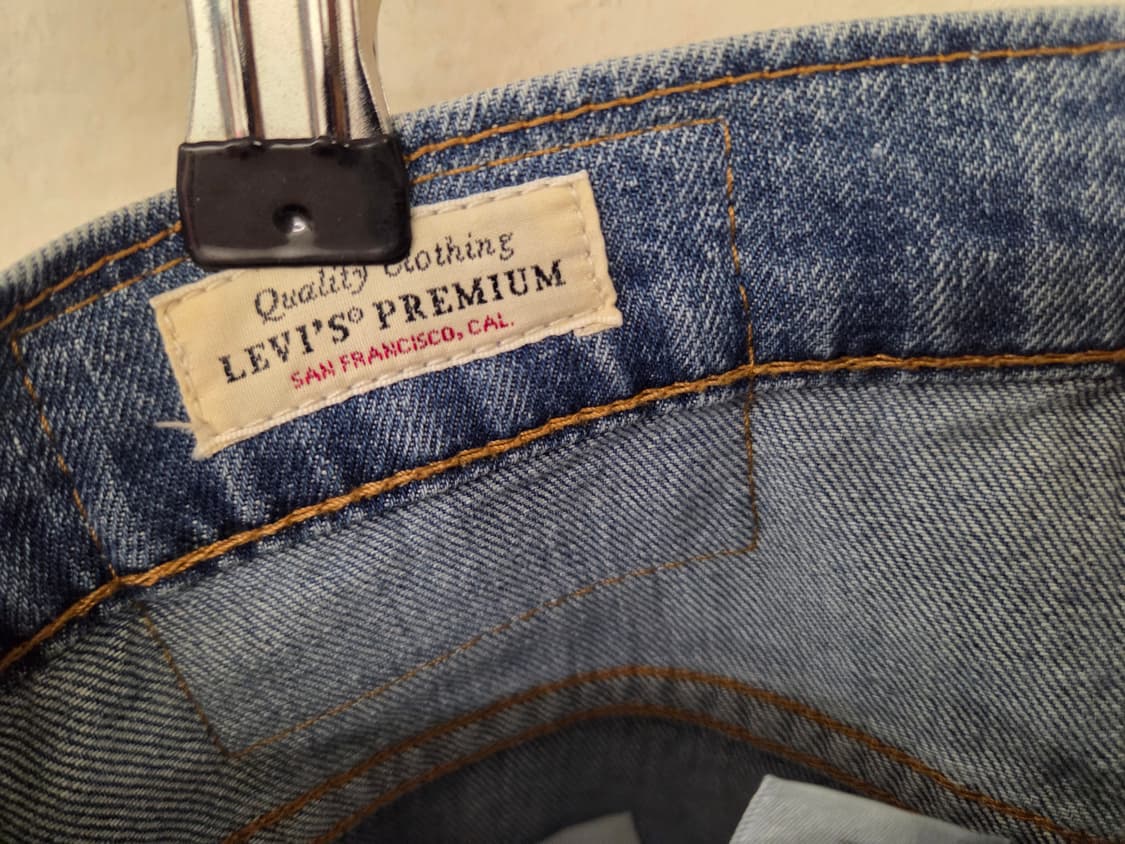 Quality Clothing
LEVI'S® PREMIUM
SAN FRANCISCO, CAL.